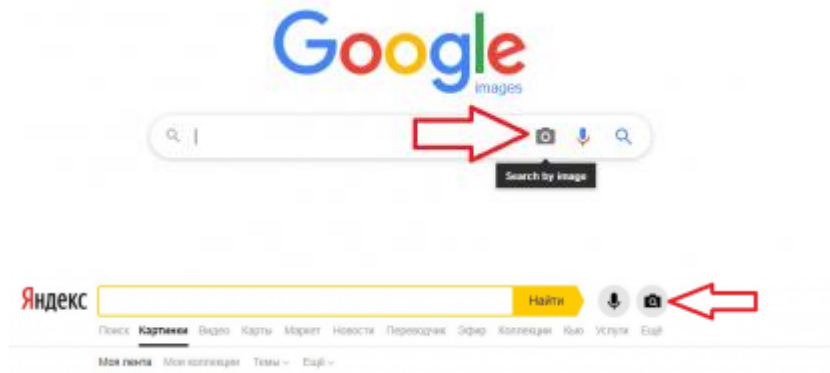 Google
images
Search by image
Яндекс
Найти
Поиск Картинки Видео Карты Маркет Новости Переводчик Эфир Коллекции Кью Услуги Ещё
Моя лента Мои коллекции Темы Ещё